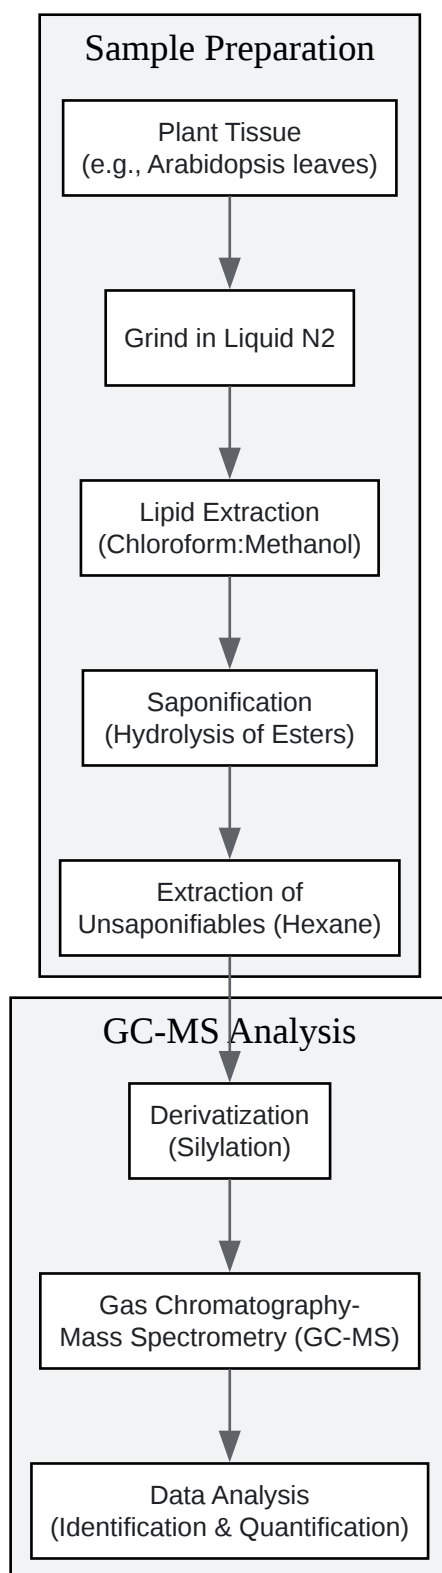 Sample Preparation
Plant Tissue
(e.g., Arabidopsis leaves)
Grind in Liquid N2
Lipid Extraction
(Chloroform:Methanol)
Saponification
(Hydrolysis of Esters)
Extraction of
Unsaponifiables (Hexane)
GC-MS Analysis
Derivatization
(Silylation)
Gas Chromatography-
Mass Spectrometry (GC-MS)
Data Analysis
(Identification & Quantification)